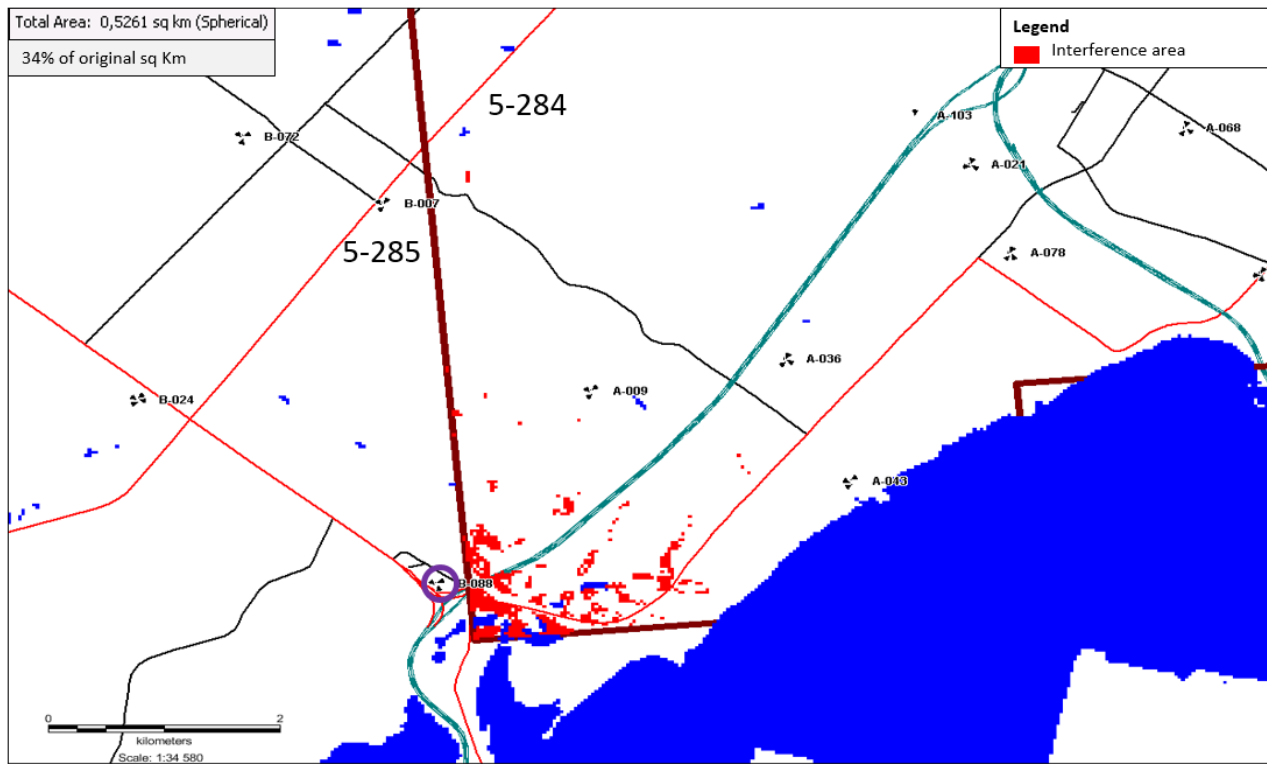 Total Area: 0,5261 sq km (Spherical)
34% of original sq Km
Legend
Interference area
5-284
B-072
A-103
A-068
A-021
B-007
5-285
A-078
A-036
A-009
B-024
A-043
B-088
0 2
kilometers
Scale: 1:34 580